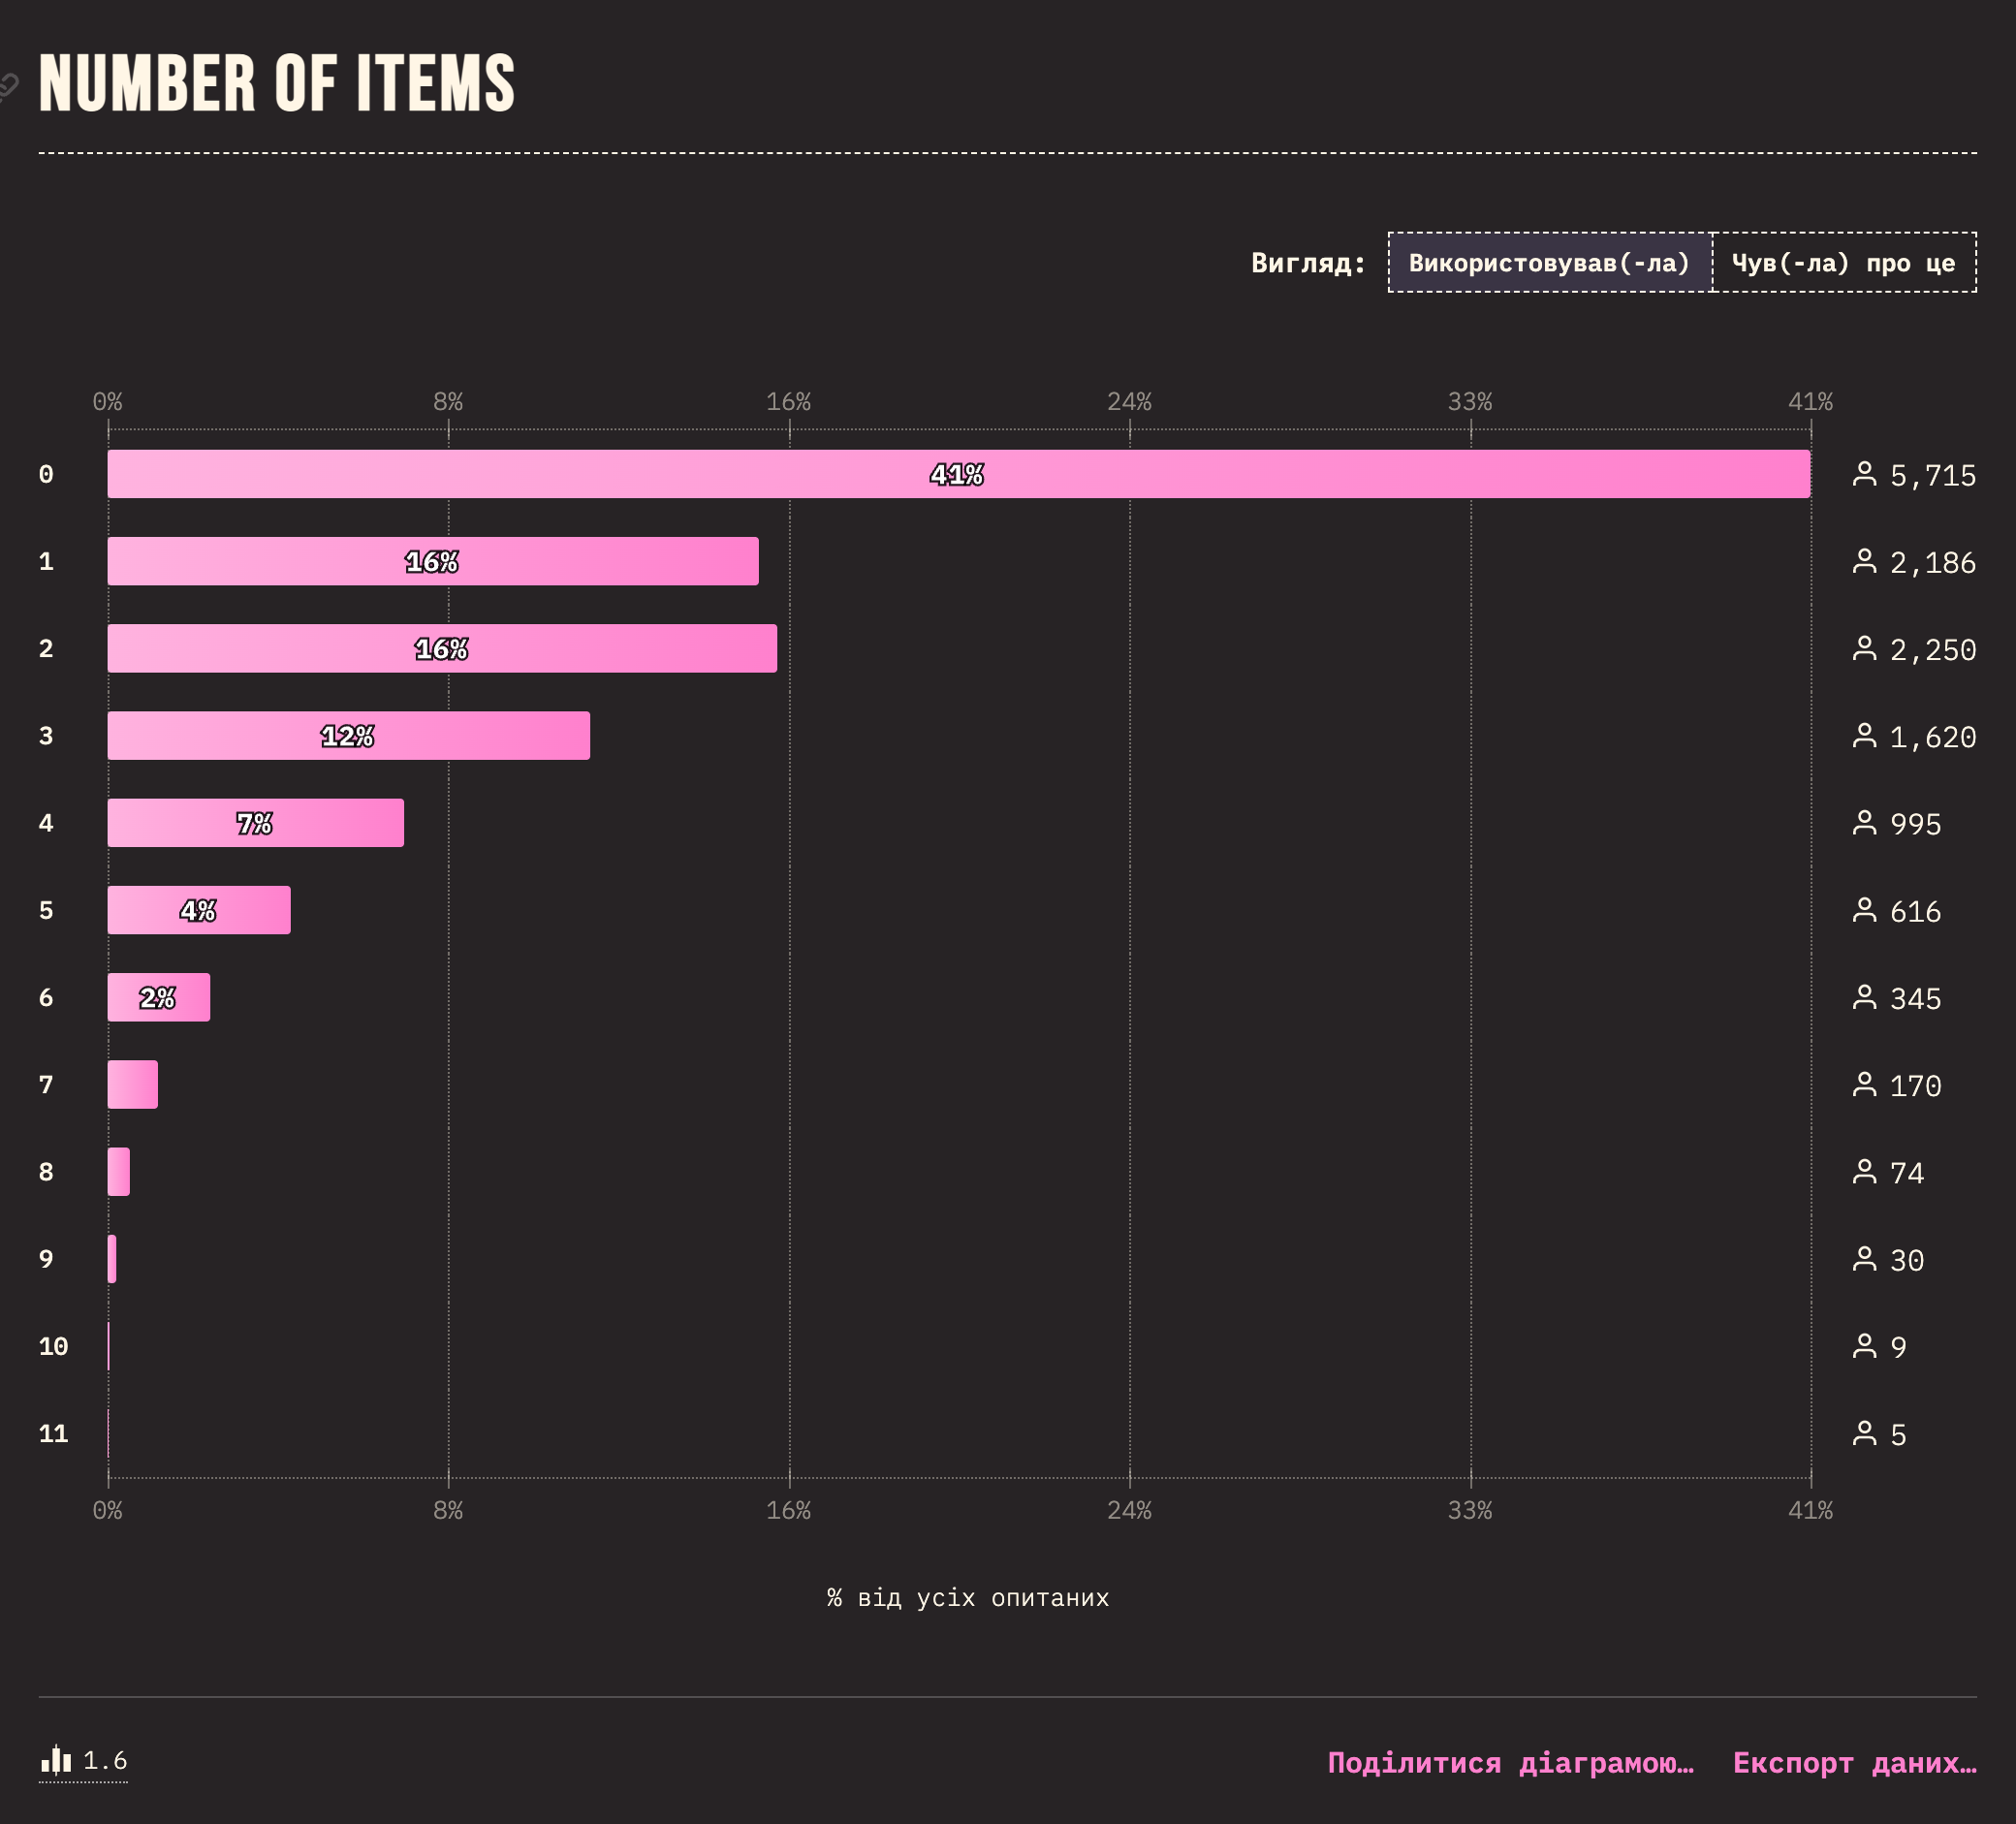 NUMBER OF ITEMS
Вигляд: Використовував(-ла) Чув(-ла) про це
0% 8% 16% 24% 33% 41%
0 41% 5,715
1 16% 2,186
2 16% 2,250
3 12% 1,620
4 7% 995
5 4% 616
6 2% 345
7 170
8 74
9 30
10 9
11 5
0% 8% 16% 24% 33% 41%
% від усіх опитаних
1.6 Поділитися діаграмою… Експорт даних…